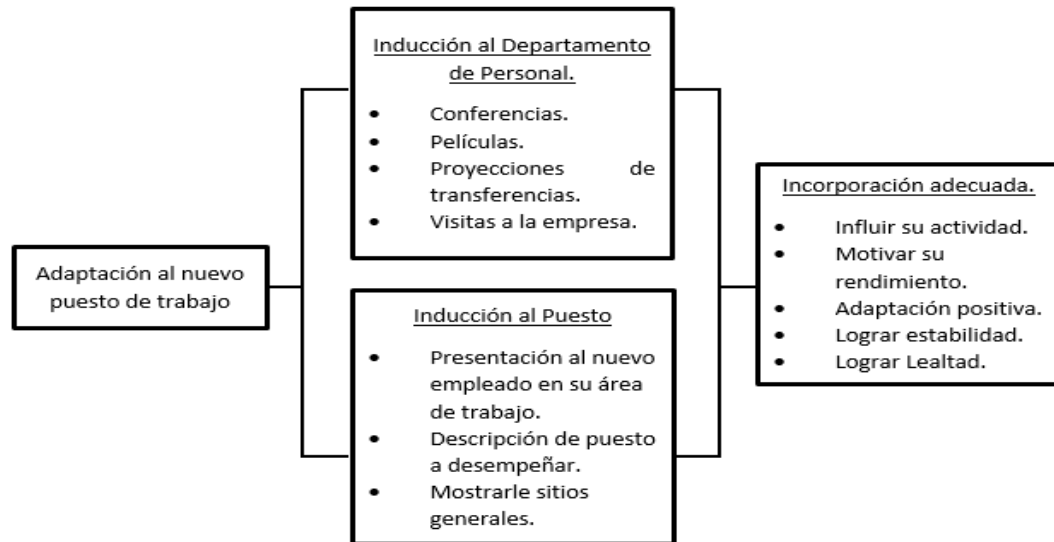 Adaptación al nuevo
puesto de trabajo
Inducción al Departamento
de Personal.
• Conferencias.
• Películas.
• Proyecciones de
transferencias.
• Visitas a la empresa.
Inducción al Puesto
• Presentación al nuevo
empleado en su área
de trabajo.
• Descripción de puesto
a desempeñar.
• Mostrarle sitios
generales.
Incorporación adecuada.
• Influir su actividad.
• Motivar su
rendimiento.
• Adaptación positiva.
• Lograr estabilidad.
• Lograr Lealtad.